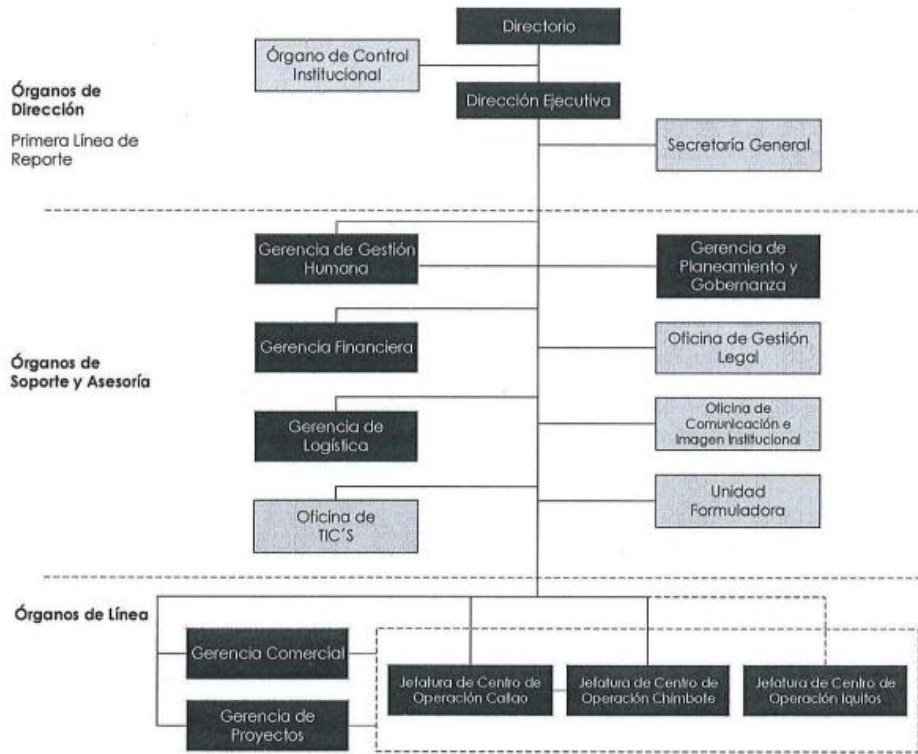 Directorio
Órgano de Control
Institucional
Órganos de
Dirección
Dirección Ejecutiva
Primera Línea de
Reporte
Secretaría General
Gerencia de Gestión
Humana
Gerencia de
Planeamiento y
Gobernanza
Gerencia Financiera
Oficina de Gestión
Legal
Órganos de
Soporte y Asesoría
Gerencia de
Logística
Oficina de
Comunicación e
Imagen Institucional
Oficina de
TIC´S
Unidad
Formuladora
Órganos de Línea
Gerencia Comercial
Jefatura de Centro de
Operación Callao
Jefatura de Centro de
Operación Chimbote
Jefatura de Centro de
Operación Iquitos
Gerencia de
Proyectos